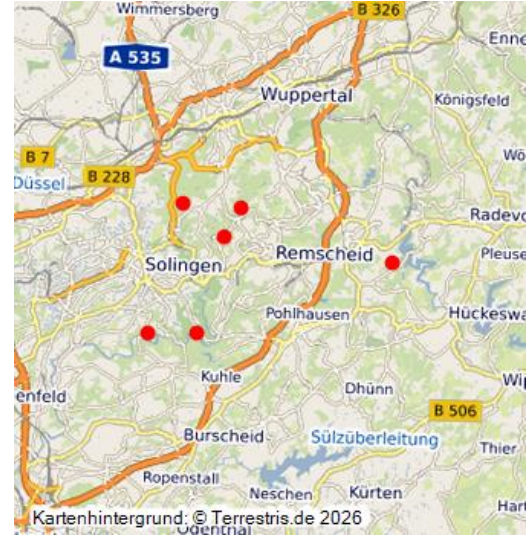 Wimmersberg
B 326
A 535
Enne
Wuppertal
Königsfeld
B 7
Wö
B 228
Düssel
Radevo
Remscheid
Pleuse
Solingen
Pohlhausen
Hückeswa
Kuhle
Wip
enfeld
Dhünn
B 506
Burscheid
Sülzüberleitung
Thier
Ropenstall
Neschen
Kürten
Hart
Kartenhintergrund: © Terrestris.de 2026
Odenthal